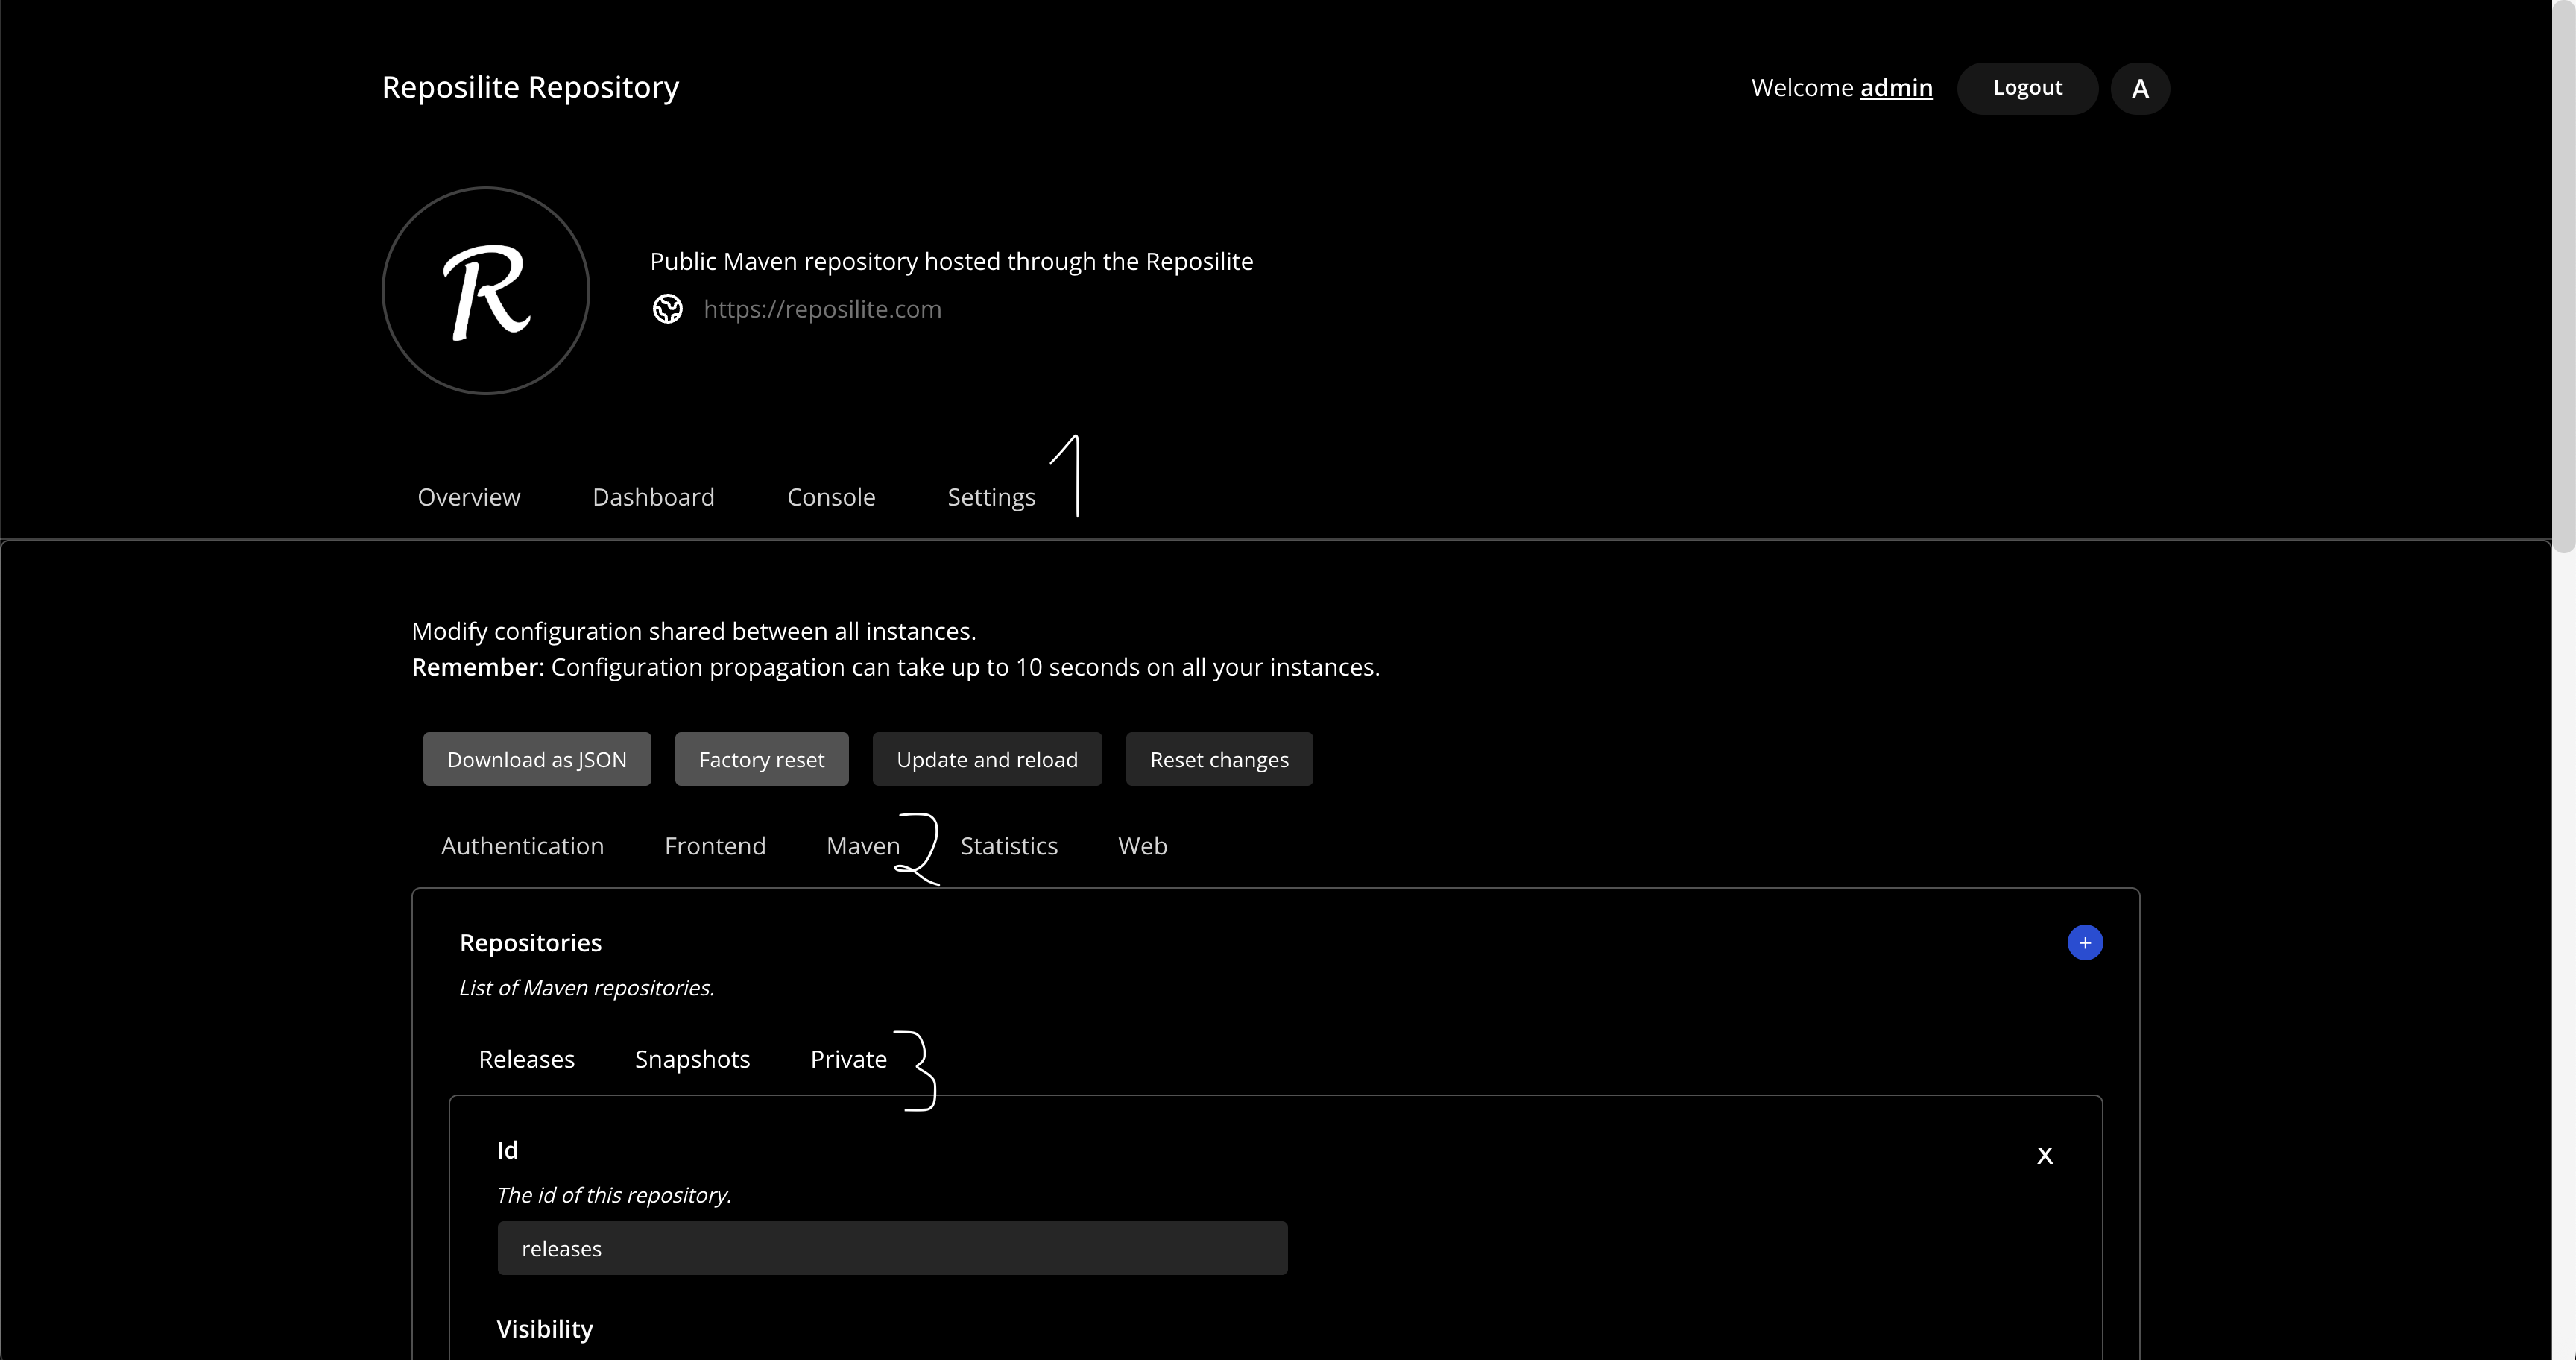 Reposilite Repository
Welcome admin Logout A
R
Public Maven repository hosted through the Reposilite
https://reposilite.com
1
Overview Dashboard Console Settings
Modify configuration shared between all instances.
Remember: Configuration propagation can take up to 10 seconds on all your instances.
Download as JSON Factory reset Update and reload Reset changes
Authentication Frontend Maven 2 Statistics Web
Repositories +
List of Maven repositories.
Releases Snapshots Private 3
Id x
The id of this repository.
releases
Visibility